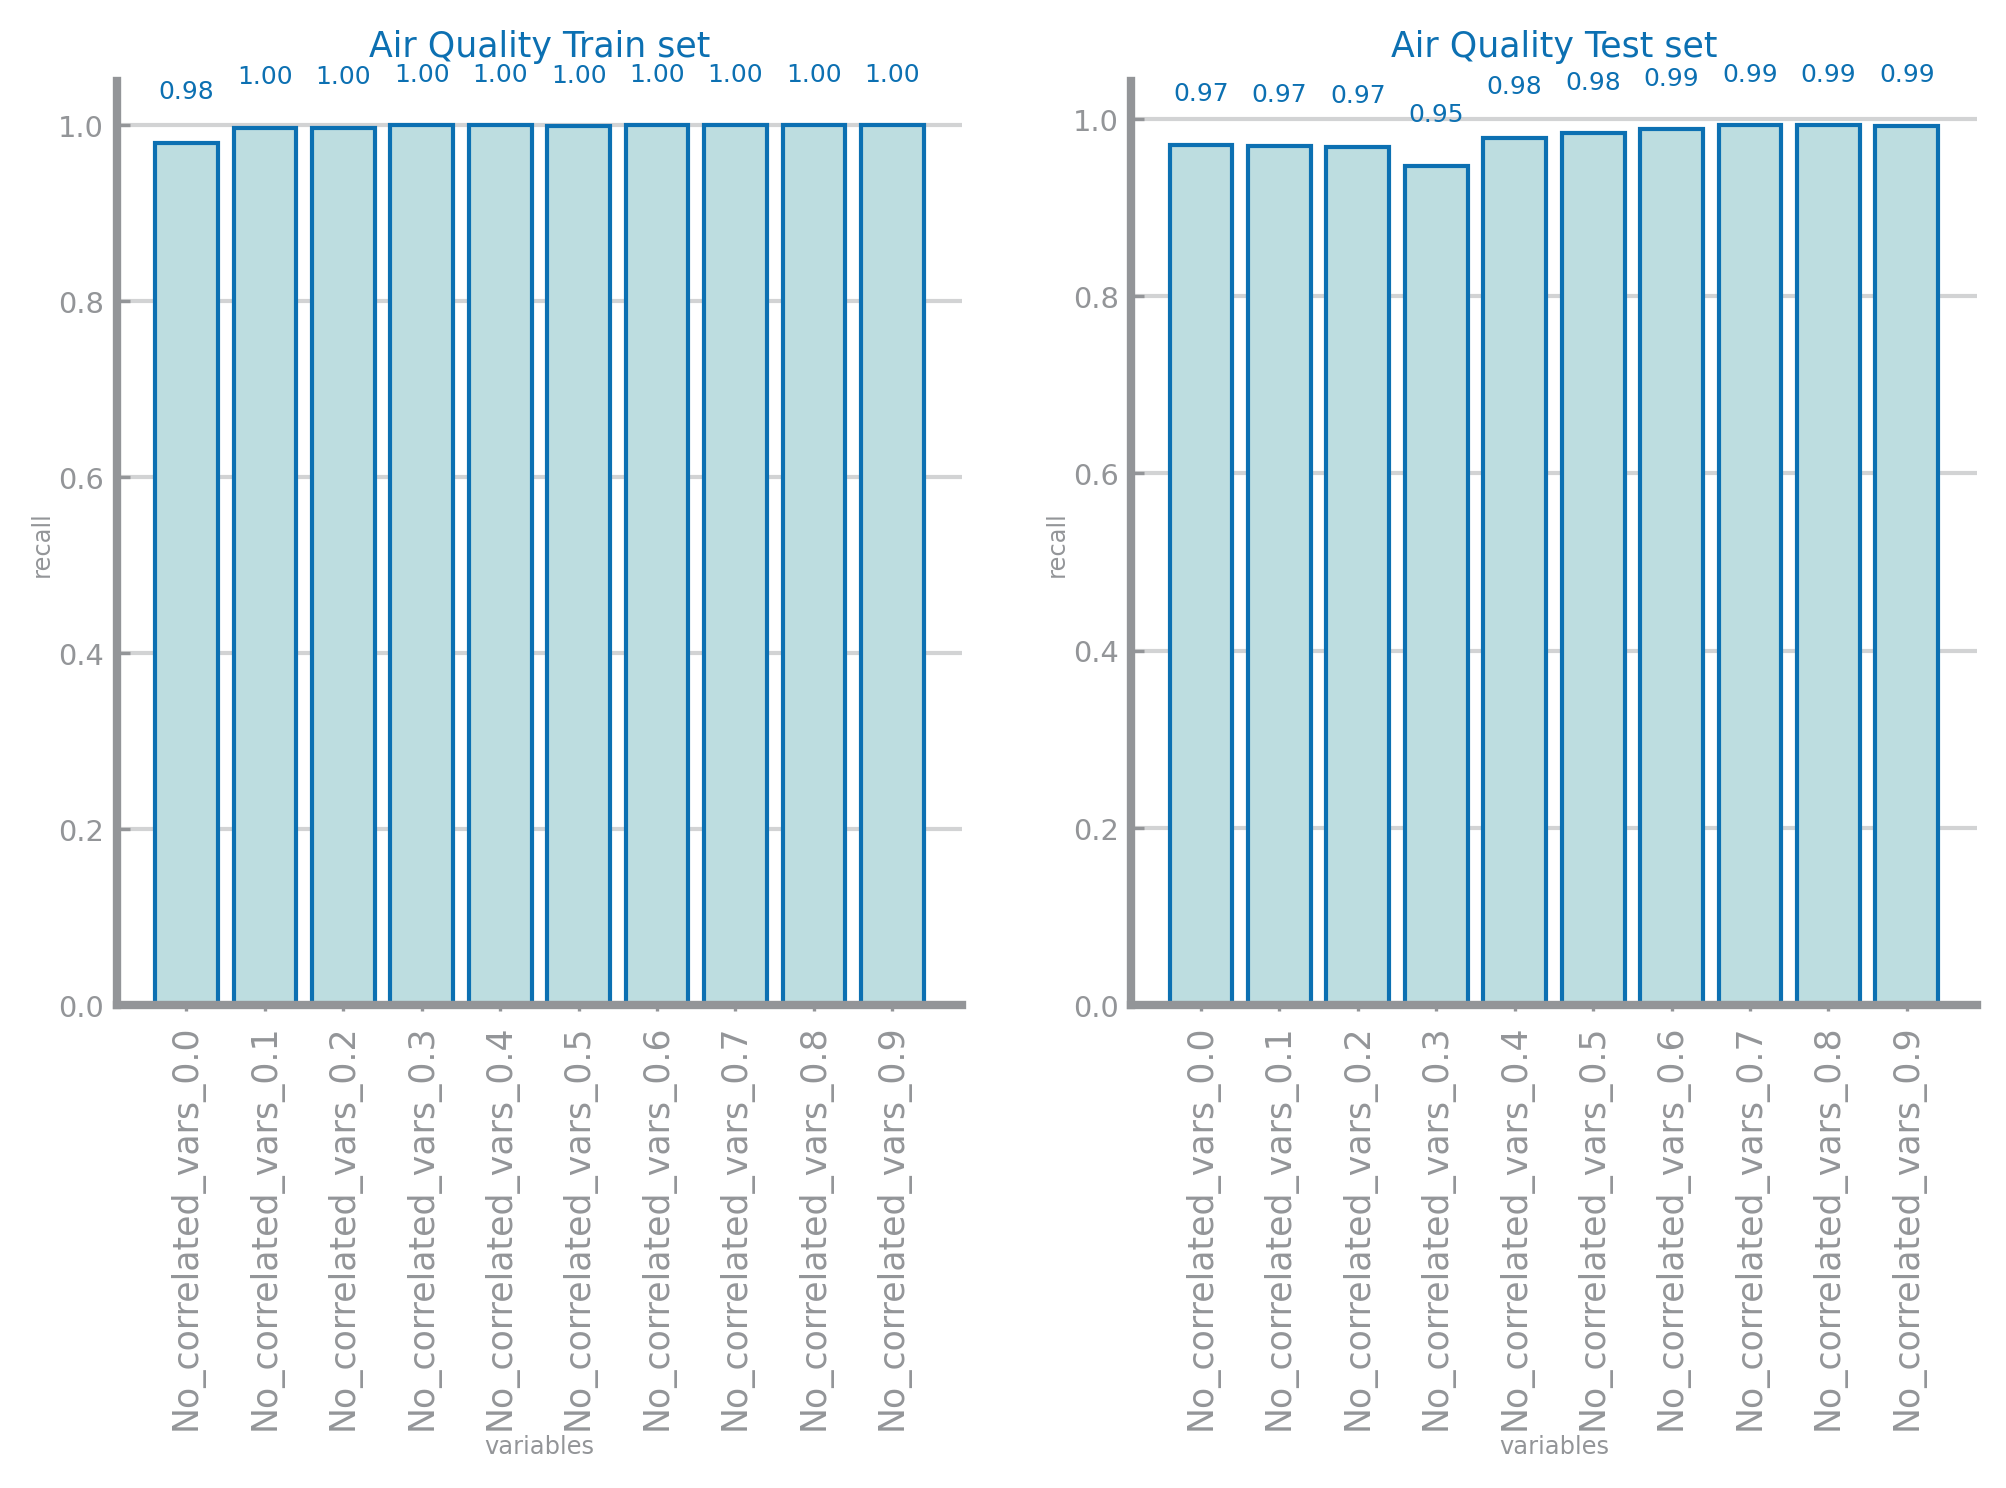 Air Quality Train set
0.98 1.00 1.00 1.00 1.00 1.00 1.00 1.00 1.00 1.00
1.0
0.8
0.6
0.4
0.2
0.0
recall
No_correlated_vars_0.0
No_correlated_vars_0.1
No_correlated_vars_0.2
No_correlated_vars_0.3
No_correlated_vars_0.4
No_correlated_vars_0.5
No_correlated_vars_0.6
No_correlated_vars_0.7
No_correlated_vars_0.8
No_correlated_vars_0.9
variables
Air Quality Test set
0.97 0.97 0.97 0.95 0.98 0.98 0.99 0.99 0.99 0.99
1.0
0.8
0.6
0.4
0.2
0.0
recall
No_correlated_vars_0.0
No_correlated_vars_0.1
No_correlated_vars_0.2
No_correlated_vars_0.3
No_correlated_vars_0.4
No_correlated_vars_0.5
No_correlated_vars_0.6
No_correlated_vars_0.7
No_correlated_vars_0.8
No_correlated_vars_0.9
variables